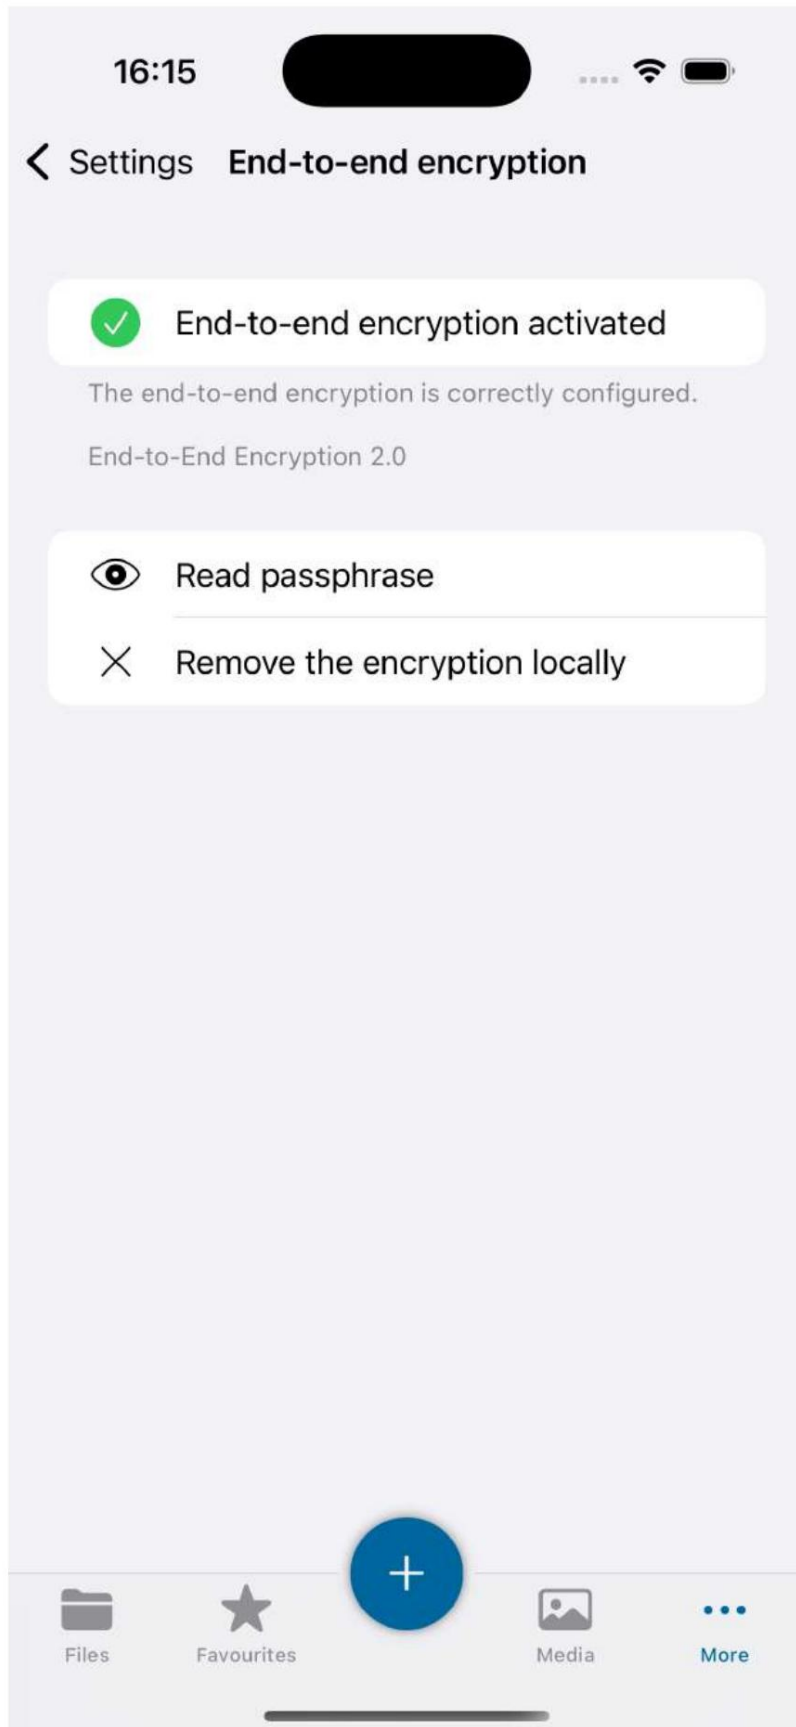 16:15
Settings End-to-end encryption
End-to-end encryption activated
The end-to-end encryption is correctly configured.
End-to-End Encryption 2.0
Read passphrase
Remove the encryption locally
Files Favourites Media More